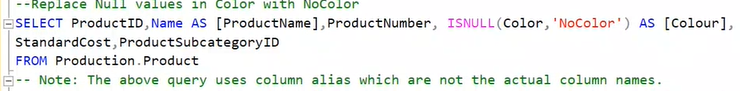 --Replace Null values in Color with NoColor
SELECT ProductID,Name AS [ProductName],ProductNumber, ISNULL(Color,'NoColor') AS [Colour],
StandardCost,ProductSubcategoryID
FROM Production.Product
-- Note: The above query uses column alias which are not the actual column names.